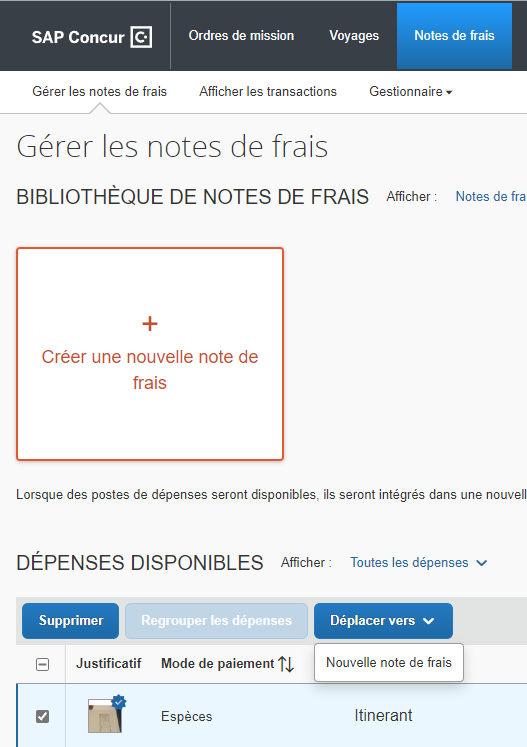 SAP Concur C Ordres de mission Voyages Notes de frais
Gérer les notes de frais Afficher les transactions Gestionnaire
Gérer les notes de frais
BIBLIOTHÈQUE DE NOTES DE FRAIS Afficher : Notes de fra
+
Créer une nouvelle note de
frais
Lorsque des postes de dépenses seront disponibles, ils seront intégrés dans une nouvell
DÉPENSES DISPONIBLES Afficher : Toutes les dépenses
Supprimer Regrouper les dépenses Déplacer vers
Justificatif Mode de paiement Nouvelle note de frais
Espèces Itinerant